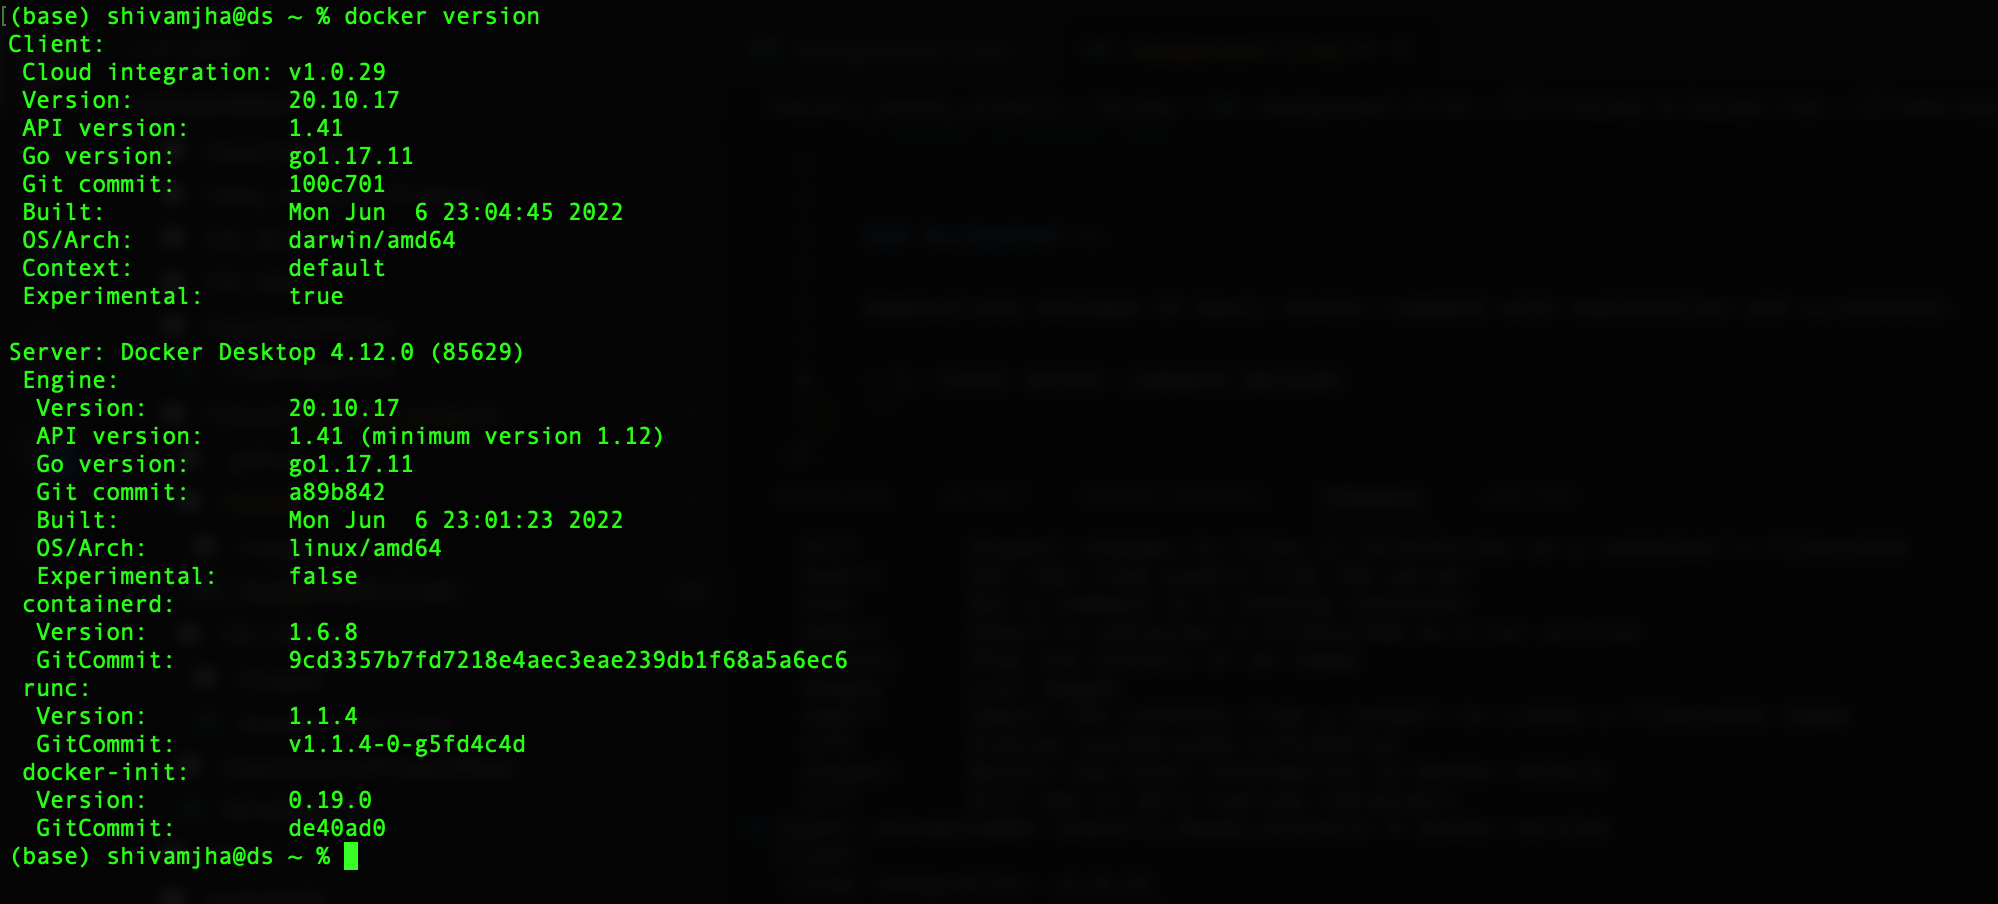 (base) shivamjha@ds ~ % docker version
Client:
 Cloud integration: v1.0.29
 Version:           20.10.17
 API version:       1.41
 Go version:        go1.17.11
 Git commit:        100c701
 Built:             Mon Jun  6 23:04:45 2022
 OS/Arch:           darwin/amd64
 Context:           default
 Experimental:      true

Server: Docker Desktop 4.12.0 (85629)
 Engine:
  Version:          20.10.17
  API version:      1.41 (minimum version 1.12)
  Go version:       go1.17.11
  Git commit:       a89b842
  Built:            Mon Jun  6 23:01:23 2022
  OS/Arch:          linux/amd64
  Experimental:     false
 containerd:
  Version:          1.6.8
  GitCommit:        9cd3357b7fd7218e4aec3eae239db1f68a5a6ec6
 runc:
  Version:          1.1.4
  GitCommit:        v1.1.4-0-g5fd4c4d
 docker-init:
  Version:          0.19.0
  GitCommit:        de40ad0
(base) shivamjha@ds ~ %